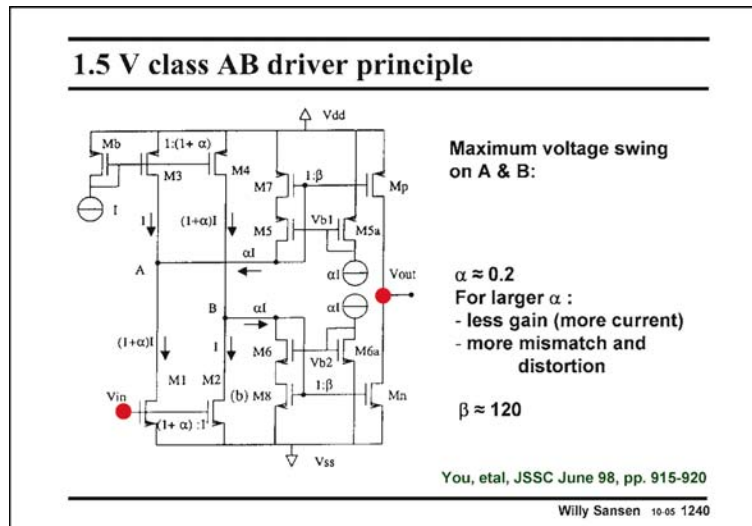 1.5 V class AB driver principle
Vdd
Mb
1:(1+ α)
M3
M4
M7
1:β
Mp
I
I
(1+α)I
M5
Vb1
M5a
A
αI
αI
Vout
B
αI
αI
(1+α)I
I
M6
Vb2
M6a
M1
M2
(b)
M8
1:β
Mn
Vin
(1+ α) :1
Vss
Maximum voltage swing
on A & B:
α ≈ 0.2
For larger α :
- less gain (more current)
- more mismatch and
distortion
β ≈ 120
You, etal, JSSC June 98, pp. 915-920
Willy Sansen 10-05 1240